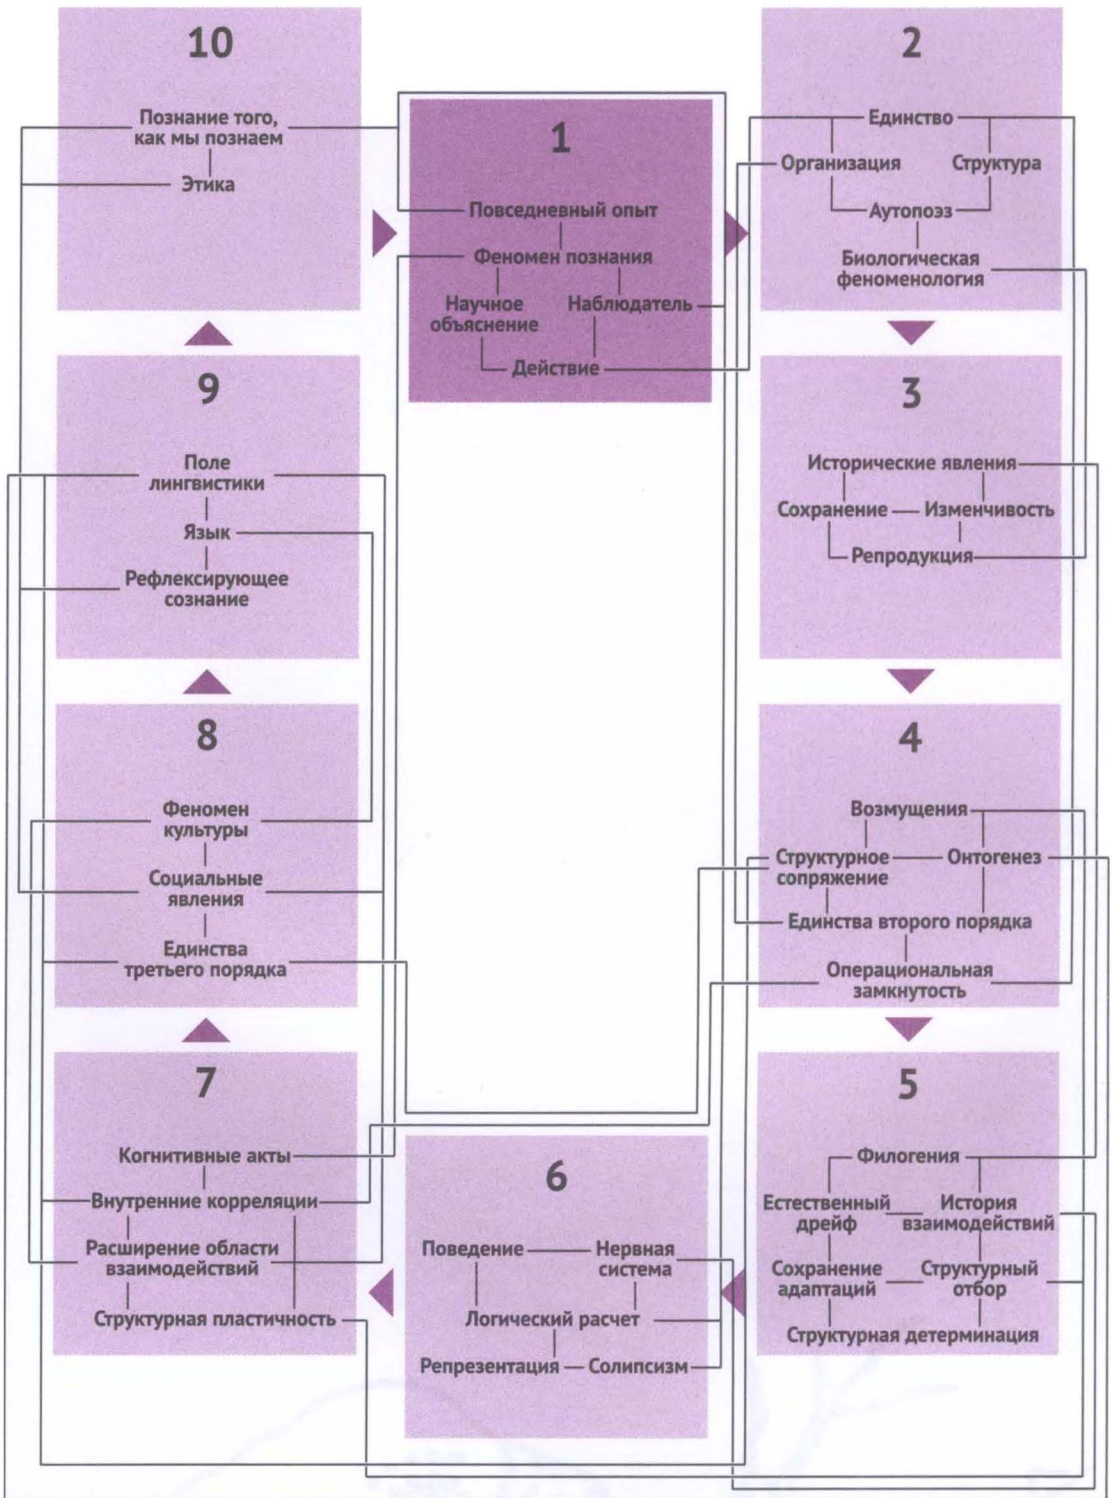 10
Познание того,
как мы познаем
Этика
1
Повседневный опыт
Феномен познания
Научное
объяснение
Наблюдатель
Действие
2
Единство
Организация
Структура
Аутопоэз
Биологическая
феноменология
3
Исторические явления
Сохранение
Изменчивость
Репродукция
4
Возмущения
Структурное
сопряжение
Онтогенез
Единства второго порядка
Операциональная
замкнутость
5
Филогения
Естественный
дрейф
История
взаимодействий
Сохранение
адаптаций
Структурный
отбор
Структурная детерминация
6
Поведение
Нервная
система
Логический расчет
Репрезентация
Солипсизм
7
Когнитивные акты
Внутренние корреляции
Расширение области
взаимодействий
Структурная пластичность
8
Феномен
культуры
Социальные
явления
Единства
третьего порядка
9
Поле
лингвистики
Язык
Рефлексирующее
сознание